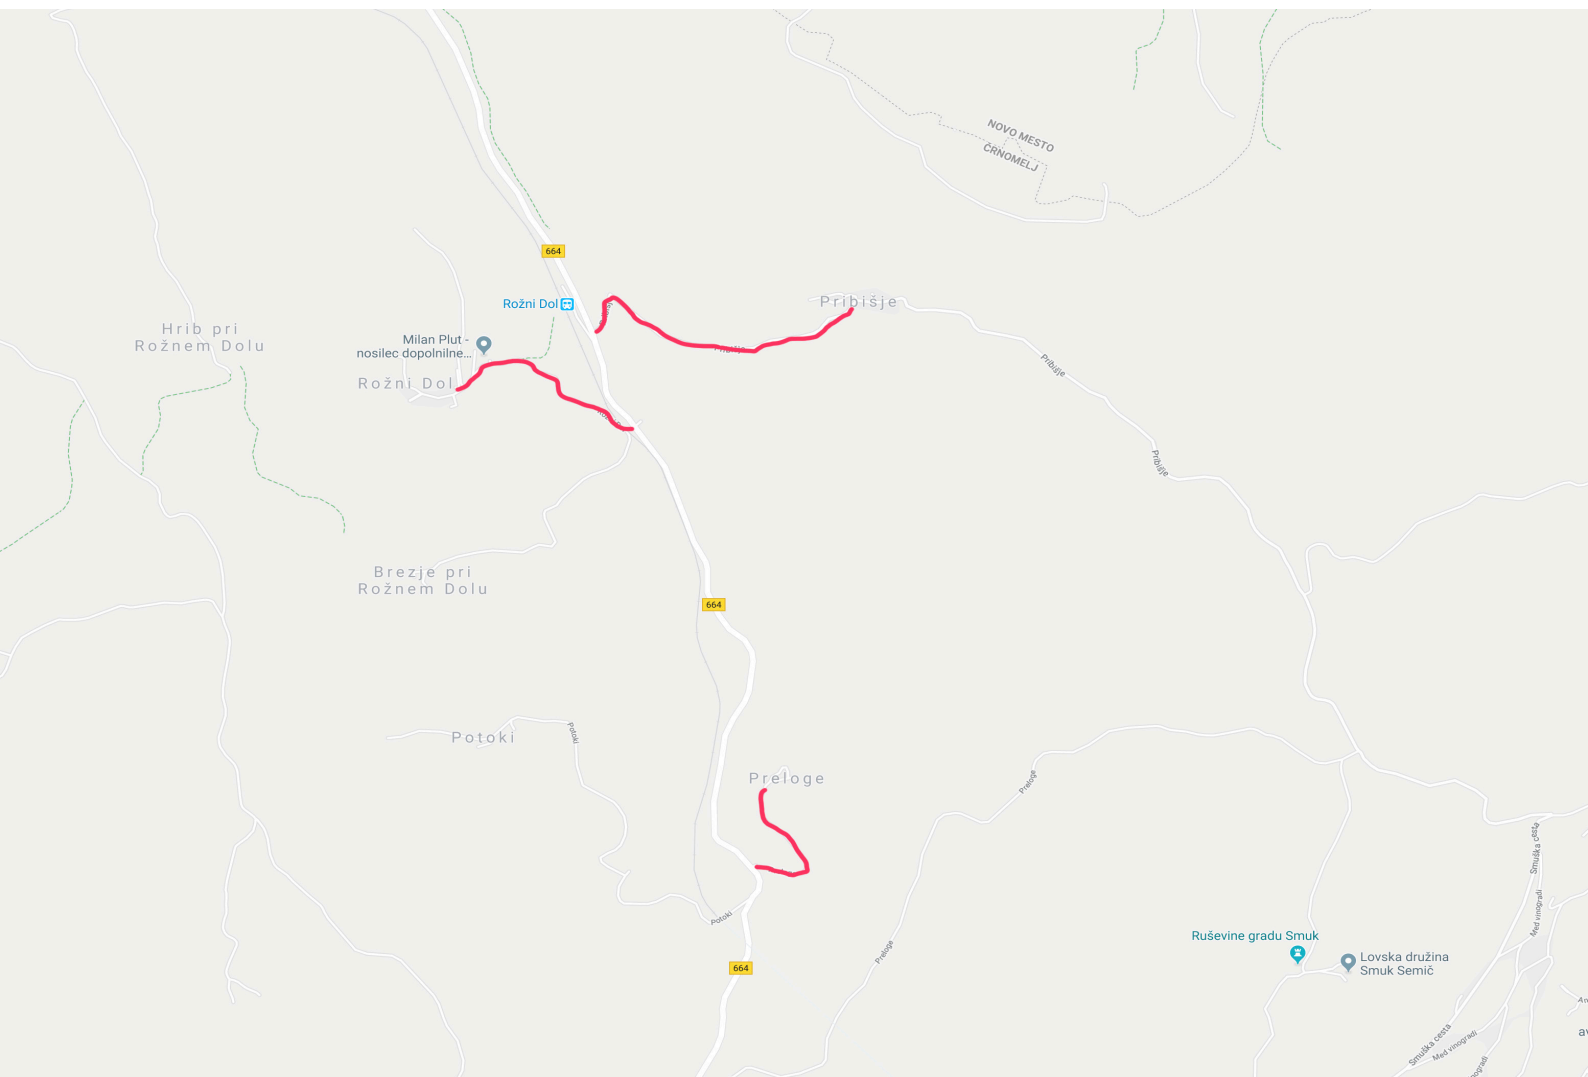 NOVO MESTO
ČRNOMELJ
664
Rožni Dol
Pribišje
Hrib pri
Rožnem Dolu
Milan Plut -
nosilec dopolnilne...
Rožni Dol
Pribišje
Pribišje
Brezje pri
Rožnem Dolu
664
Potoki
Potoki
Preloge
Preloge
Smuška cesta
Med vinogradi
Potoki
Preloge
664
Ruševine gradu Smuk
Lovska družina
Smuk Semič
Smuška cesta
Med vinogradi